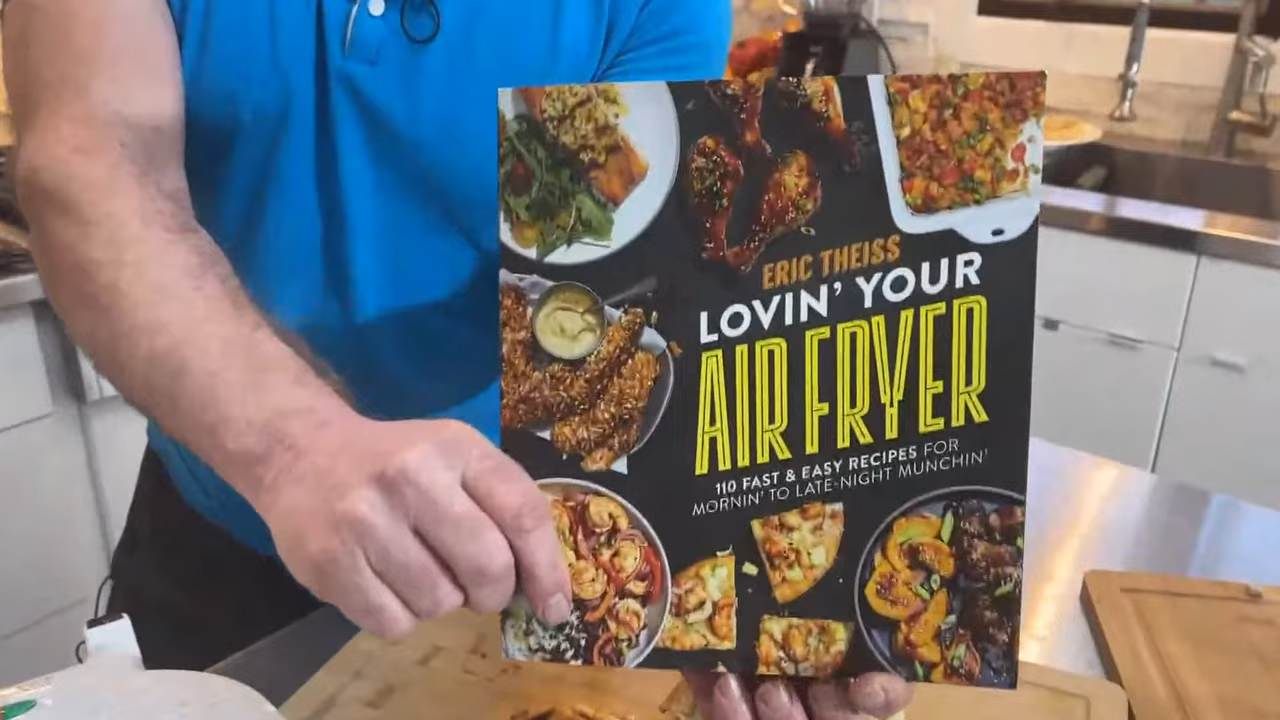 ERIC THEISS
LOVIN' YOUR
AIR FRYER
110 FAST & EASY RECIPES FOR
MORNIN' TO LATE-NIGHT MUNCHIN'